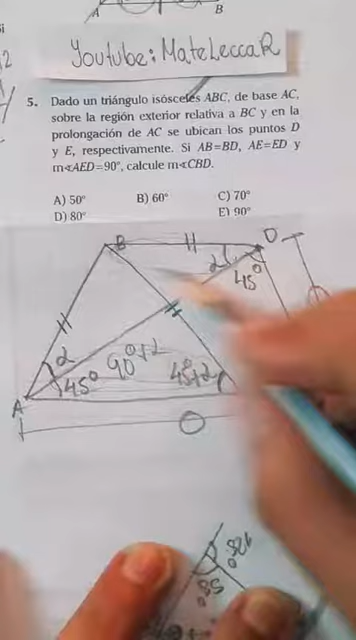 A
B
Youtube: MateLeccaR
5. Dado un triángulo isósceles ABC, de base AC,
sobre la región exterior relativa a BC y en la
prolongación de AC se ubican los puntos D
y E, respectivamente. Si AB=BD, AE=ED y
m∢AED=90°, calcule m∢CBD.
A) 50° B) 60° C) 70°
D) 80° E) 90°
B
D
α
45°
α
90°+α
45°
45°+α
A